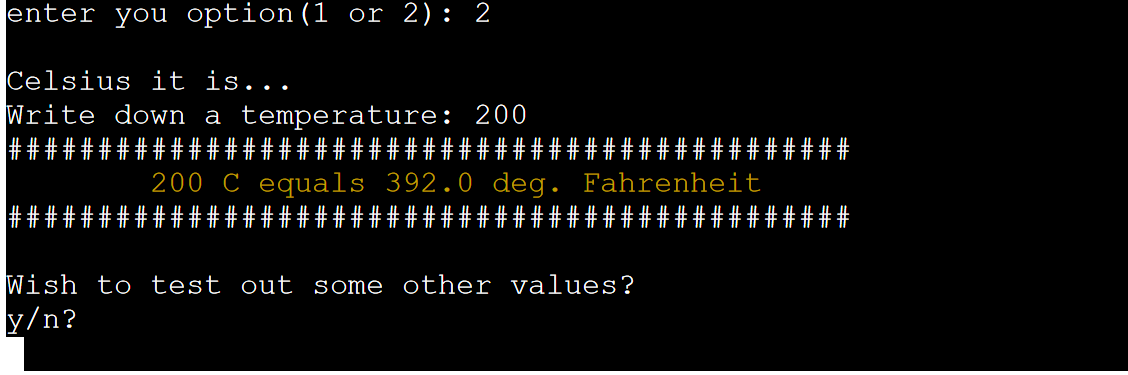 enter you option(1 or 2): 2
Celsius it is...
Write down a temperature: 200
###############################################
200 C equals 392.0 deg. Fahrenheit
###############################################
Wish to test out some other values?
y/n?